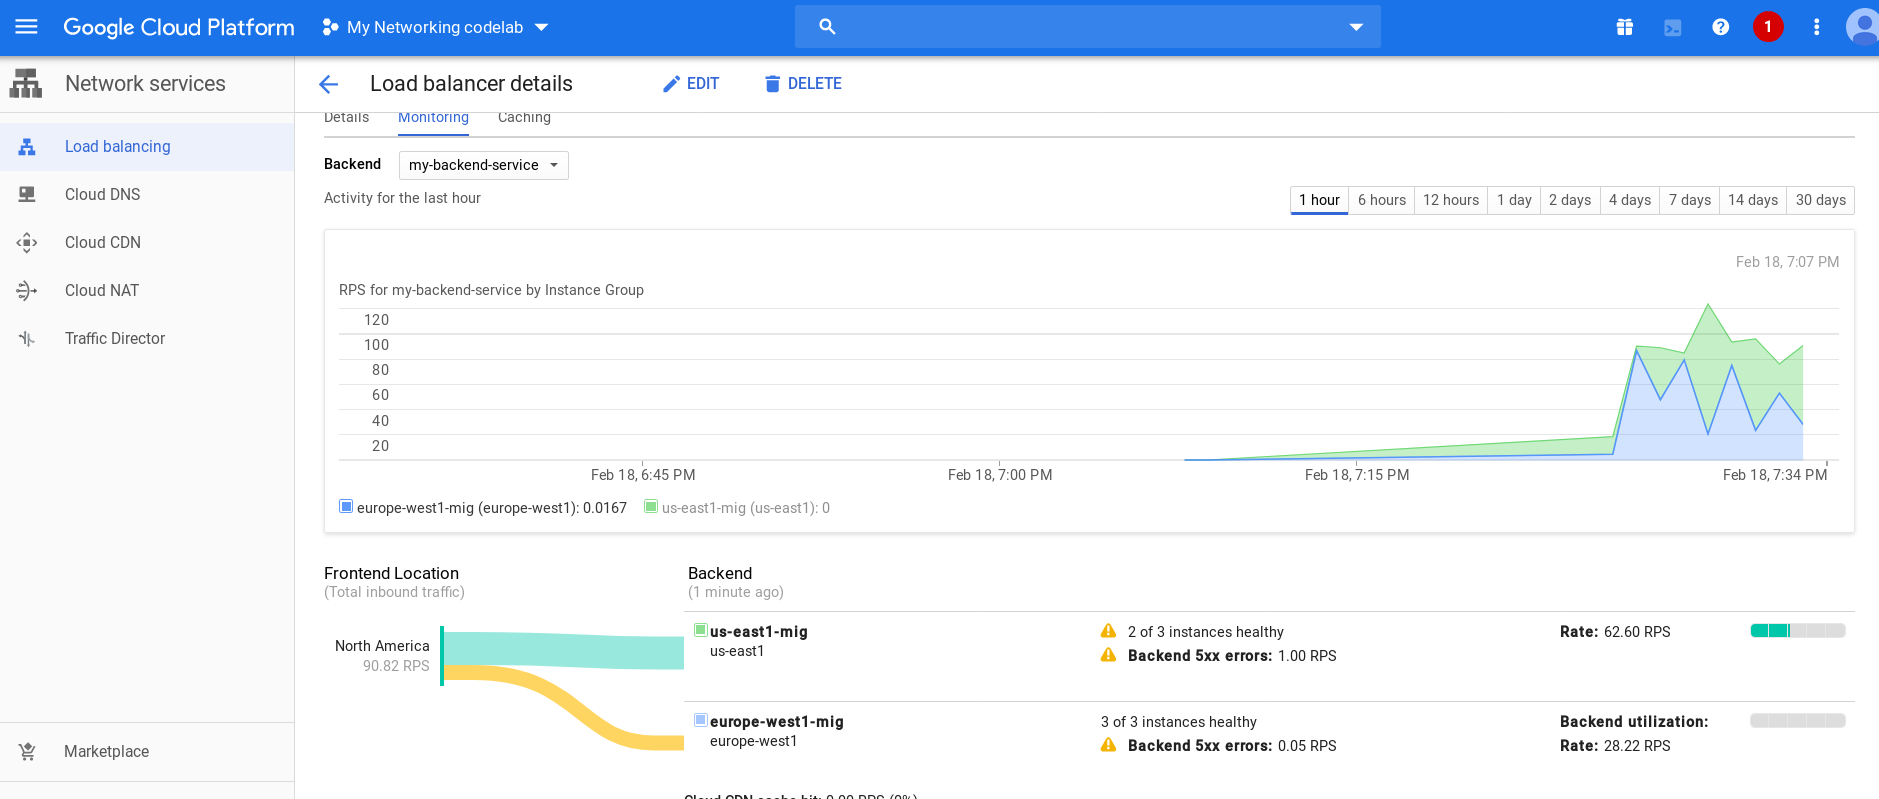 Google Cloud Platform
My Networking codelab
1
Network services
Load balancer details
EDIT
DELETE
Load balancing
Cloud DNS
Cloud CDN
Cloud NAT
Traffic Director
Marketplace
Details
Monitoring
Caching
Backend
my-backend-service
Activity for the last hour
1 hour
6 hours
12 hours
1 day
2 days
4 days
7 days
14 days
30 days
Feb 18, 7:07 PM
RPS for my-backend-service by Instance Group
120
100
80
60
40
20
Feb 18, 6:45 PM
Feb 18, 7:00 PM
Feb 18, 7:15 PM
Feb 18, 7:34 PM
europe-west1-mig (europe-west1): 0.0167
us-east1-mig (us-east1): 0
Frontend Location
(Total inbound traffic)
Backend
(1 minute ago)
North America
90.82 RPS
us-east1-mig
us-east1
2 of 3 instances healthy
Backend 5xx errors: 1.00 RPS
Rate: 62.60 RPS
europe-west1-mig
europe-west1
3 of 3 instances healthy
Backend 5xx errors: 0.05 RPS
Backend utilization:
Rate: 28.22 RPS
Cloud CDN cache hit: 0.00 RPS (0%)